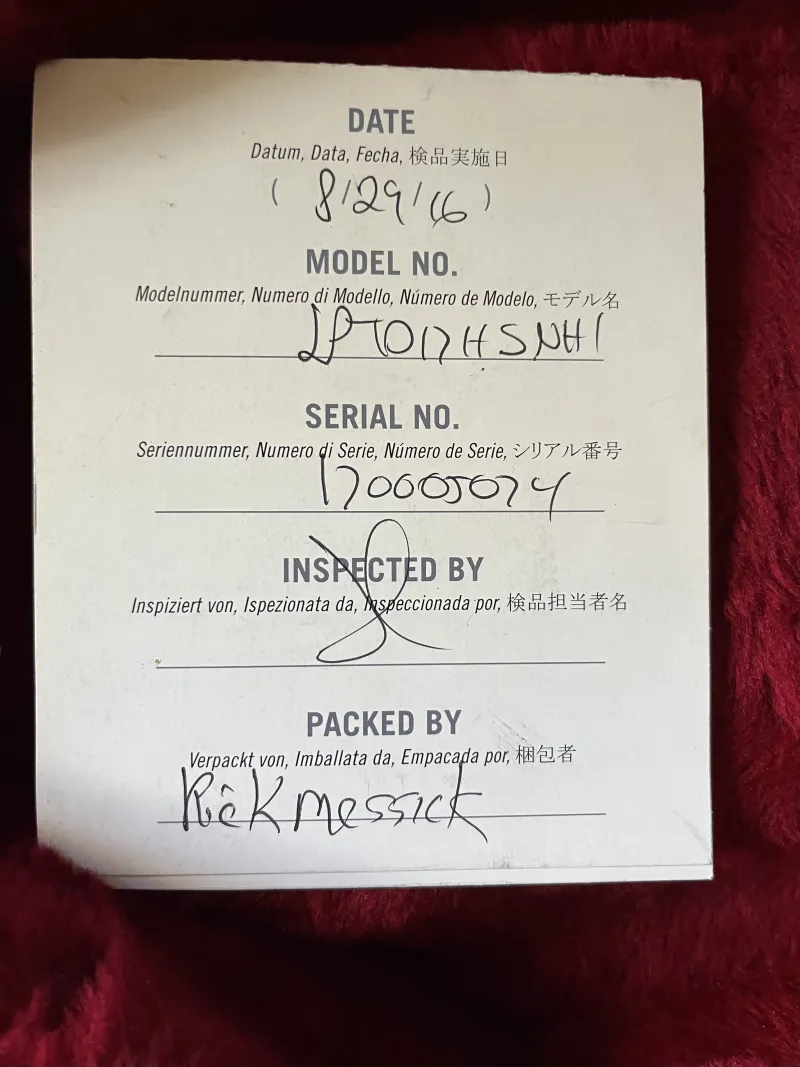 DATE
Datum, Data, Fecha, 検品実施日
( 8/29/16 )
MODEL NO.
Modelnummer, Numero di Modello, Número de Modelo, モデル名
LPTD17HSNH1
SERIAL NO.
Seriennummer, Numero di Serie, Número de Serie, シリアル番号
170005074
INSPECTED BY
Inspiziert von, Ispezionata da, Inspeccionada por, 検品担当者名
PACKED BY
Verpackt von, Imballata da, Empacada por, 梱包者
Rick Messick